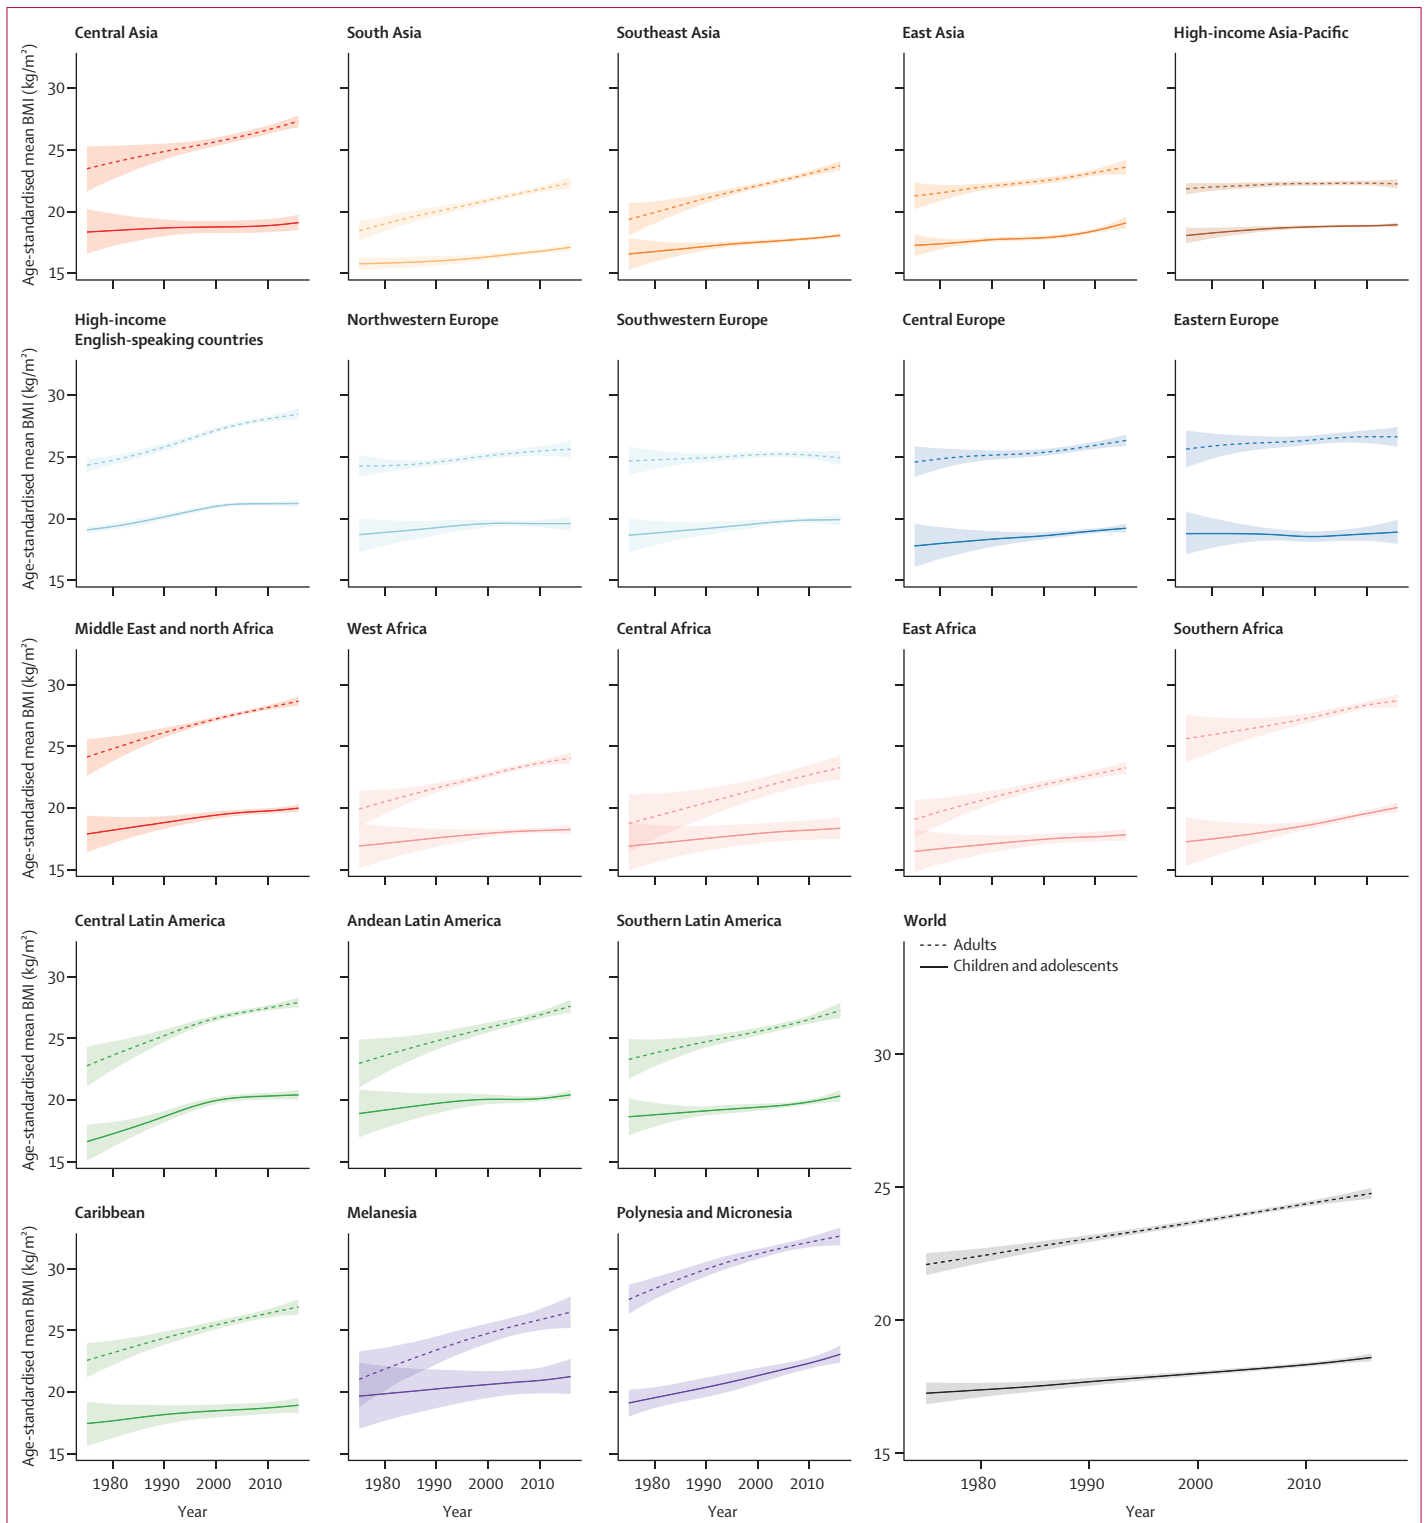 Central Asia
South Asia
Southeast Asia
East Asia
High-income Asia-Pacific
Age-standardised mean BMI (kg/m²)
30
25
20
15
High-income
English-speaking countries
Northwestern Europe
Southwestern Europe
Central Europe
Eastern Europe
Age-standardised mean BMI (kg/m²)
30
25
20
15
Middle East and north Africa
West Africa
Central Africa
East Africa
Southern Africa
Age-standardised mean BMI (kg/m²)
30
25
20
15
Central Latin America
Andean Latin America
Southern Latin America
Age-standardised mean BMI (kg/m²)
30
25
20
15
World
Adults
Children and adolescents
30
25
20
15
Caribbean
Melanesia
Polynesia and Micronesia
Age-standardised mean BMI (kg/m²)
30
25
20
15
1980 1990 2000 2010
Year
1980 1990 2000 2010
Year
1980 1990 2000 2010
Year
1980 1990 2000 2010
Year